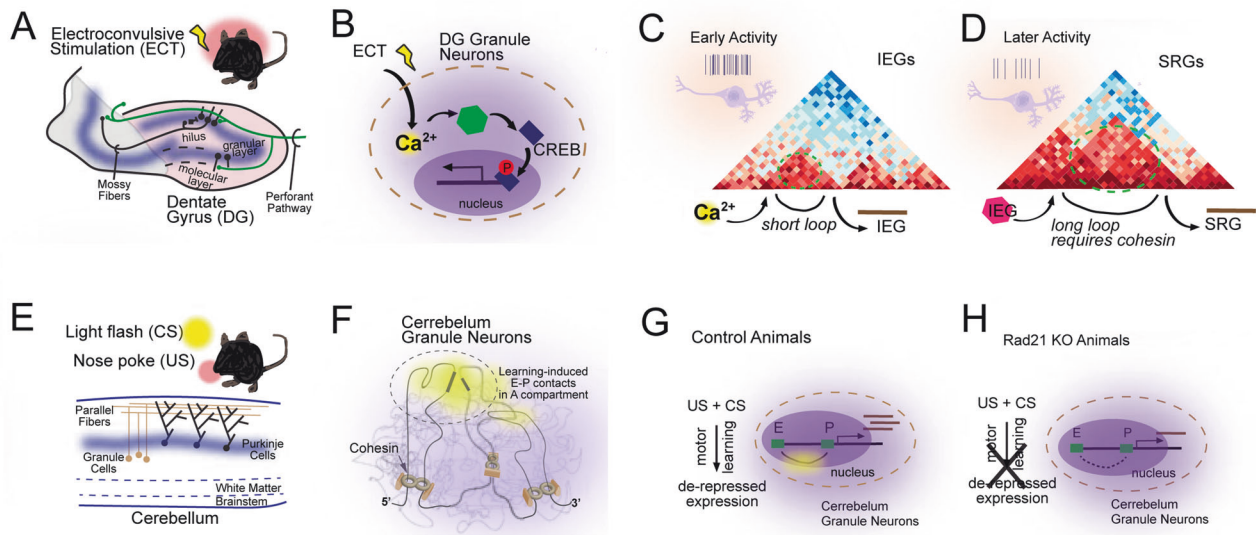 A
Electroconvulsive
Stimulation (ECT)
hilus
granular
layer
molecular
layer
Mossy
Fibers
Dentate
Gyrus (DG)
Perforant
Pathway
B
ECT
DG Granule
Neurons
Ca2+
CREB
P
nucleus
C
Early Activity
IEGs
Ca2+
short loop
IEG
D
Later Activity
SRGs
IEG
long loop
requires cohesin
SRG
E
Light flash (CS)
Nose poke (US)
Parallel
Fibers
Granule
Cells
Purkinje
Cells
White Matter
Brainstem
Cerebellum
F
Cerrebelum
Granule Neurons
Learning-induced
E-P contacts
in A compartment
Cohesin
5'
3'
G
Control Animals
US + CS
motor
learning
de-repressed
expression
E
P
nucleus
Cerebellum
Granule Neurons
H
Rad21 KO Animals
US + CS
motor
learning
de-repressed
expression
E
P
nucleus
Cerebellum
Granule Neurons